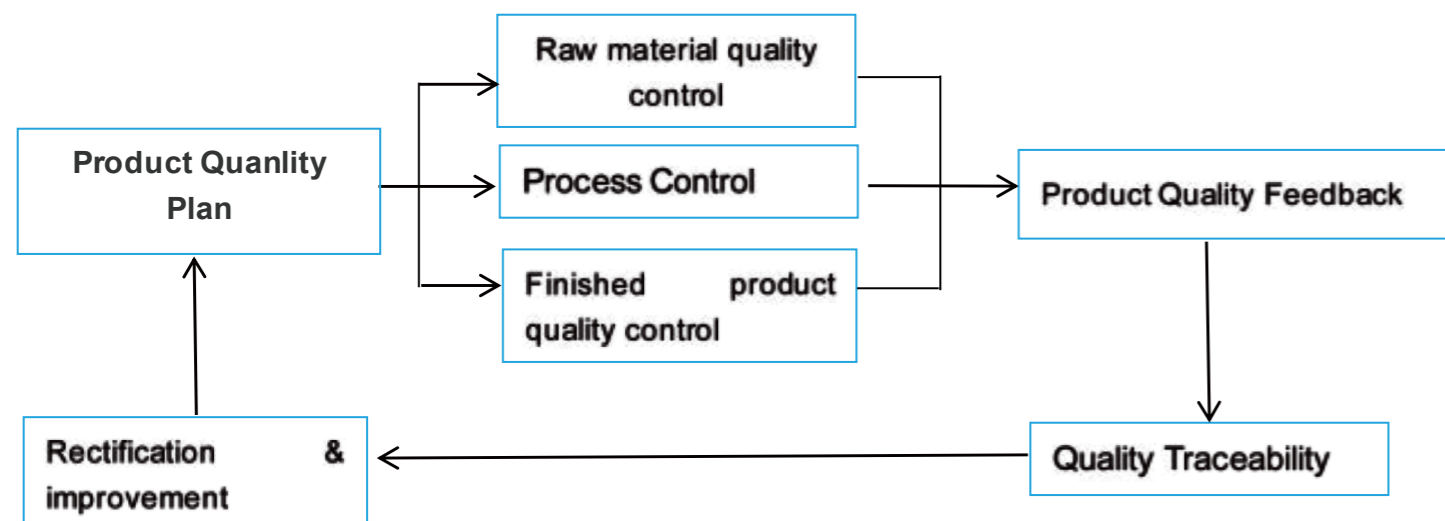 Raw material quality
control
Product Quanlity
Plan
Process Control
Product Quality Feedback
Finished product
quality control
Rectification &
improvement
Quality Traceability